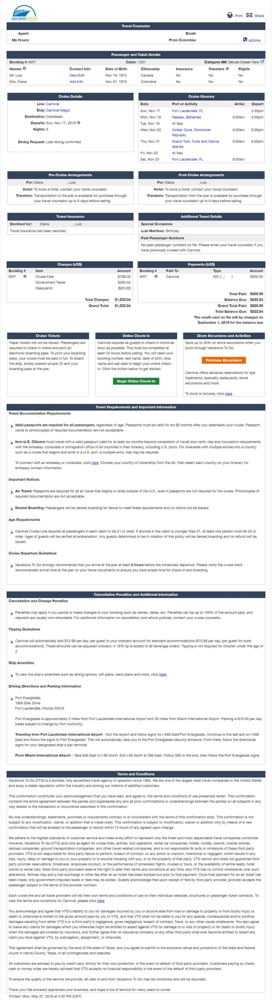 CRUCEROSONSALE
Print Share
Travel Counselor
Agent: Email:
My Hours: From Colombia: options
Passenger and Cabin Details
Booking #: 6WT Cabin: 1291 Category 6M: Deluxe Ocean View
Names Contact Info Date of Birth Citizenship Insurance Transfers Flights
Mr. Luis View/Edit Nov 19, 1972 Canada No No No
Mrs. Diana Add Info Nov 07, 1979 Colombia No No No
Cruise Details
Line: Carnival
Ship: Carnival Magic
Destination: Caribbean
Departs: Sun, Nov 17, 2019
Nights: 6
Dining Request: Late dining confirmed
Cruise Itinerary
Date Port or Activity Arrive Depart
Sun, Nov 17 Fort Lauderdale, FL 3:30pm
Mon, Nov 18 Nassau, Bahamas 8:00am 4:00pm
Tue, Nov 19 At Sea
Wed, Nov 20 Amber Cove, Dominican 8:00am 5:00pm
Republic
Thu, Nov 21 Grand Turk, Turks and Caicos 8:00am 5:00pm
Islands
Fri, Nov 22 At Sea
Sat, Nov 23 Fort Lauderdale, FL 8:00am
Pre-Cruise Arrangements
For: Diana , Luis
Hotel: To book a hotel, contact your travel counselor.
Transfers: Transportation to the pier is available for purchase through
your travel counselor up to 5 days before sailing.
Post-Cruise Arrangements
For: Diana , Luis
Hotel: To book a hotel, contact your travel counselor.
Transfers: Transportation from the pier is available for purchase through
your travel counselor up to 5 days before sailing.
Travel Insurance
Declined for: Diana , Luis
Travel insurance has been declined.
Additional Travel Details
Special Occasions
Luis Martinez: Birthday
Past Passenger Numbers
No past passenger numbers on file. Please email your travel counselor if you
have previously cruised with Carnival.
Charges (US$)
Booking # Item Amount
6WT Cruise Fare $788.00
Government Taxes $265.04
Descuento ($20.00)
Total Charges: $1,033.04
Grand Total: $1,033.04
Payments (US$)
Booking # Paid To Type Amount
6WT Carnival MC (... ) $500.00
Total Paid: $500.00
Balance Due: $533.04
Grand Total Paid: $500.00
Total Balance Due: $533.04
The credit card on file will be charged on
September 1, 2019 for the balance due
Cruise Tickets
Paper tickets will not be issued. Passengers are
required to check in online and print an
electronic boarding pass. To print your boarding
pass, your cruise must be paid in full. To board
the ship, simply present proper ID and your
boarding pass at the pier.
Online Check-in
Carnival requires all guests to check in online as
soon as possible. This must be completed at
least 24 hours before sailing. You will need your
booking number, last name, date of birth, ship
name and sail date to begin your online check-
in. Click the button below to get started.
Begin Online Check-In
Shore Excursions and Activities
Save up to 40% on shore excursions when you
book through Vacations To Go.
Purchase Excursions
Carnival offers advance reservations for spa
treatments, specialty restaurants, shore
excursions and more.
To book or browse, click here.
Travel Requirements and Important Information
Travel Documentation Requirements
Valid passports are required for all passengers, regardless of age. Passports must be valid for six (6) months after you disembark your cruise. Passport
cards or photocopies of required documentation are not acceptable.
Non-U.S. Citizens must travel with a valid passport (valid for at least six months beyond completion of travel) and verify visa and inoculation requirements
with the embassy, consulate or immigration office of all countries in their itinerary, including U.S. ports. For itineraries with multiple entries into a country,
such as a cruise that begins and ends in a U.S. port, a multiple-entry visa may be required.
To connect with an embassy or consulate, click here. Choose your country of citizenship from the list, then select each country on your itinerary for
embassy contact information.
Important Notices
Air Travel: Passports are required for all air travel that begins or ends outside of the U.S., even if passports are not required for the cruise. Photocopies of
required documentation are not acceptable.
Denied Boarding: Passengers will be denied boarding for failure to meet these requirements and no refund will be issued.
Age Requirements
Carnival Cruise Line requires all passengers in each cabin to be 21 or older. If anyone in the cabin is younger than 21, at least one person must be 25 or
older. Ages of guests will be verified at embarkation. Any guests determined to be in violation of this policy will be denied boarding and no refund will be
issued.
Cruise Departure Guidelines
Vacations To Go strongly recommends that you arrive at the pier at least 2 hours before the scheduled departure. Please verify the cruise line's
recommended arrival time at the pier on your travel documents to ensure you have ample time for check-in and boarding.
Cancellation Penalties and Additional Information
Cancellation and Change Penalties
Penalties may apply if you cancel or make changes to your booking such as names, dates, etc. Penalties can be up to 100% of the amount paid, and
deposits are usually non-refundable. For additional information on cancellation and refund policies, contact your cruise counselor.
Tipping Guidelines
Carnival will automatically add $13.99 per day, per guest to your onboard account for standard accommodations ($15.99 per day, per guest for suite
accommodations). These amounts can be adjusted onboard. A 18% tip is added to all beverage orders. Tipping is not required for children under the age of
2.
Ship Amenities
To view the ship's amenities such as dining options, wifi plans, deck plans and more, click here.
Driving Directions and Parking Information
Port Everglades
1850 Eller Drive
Fort Lauderdale, Florida 33316
Port Everglades is approximately 2 miles from Fort Lauderdale International Airport and 30 miles from Miami International Airport. Parking is $15.00 per day
(rates subject to change by Port Authority).
Traveling from Fort Lauderdale International Airport - Exit the airport and follow signs for I-595 East/Port Everglades. Continue to the last exit on I-595
East and follow the signs to Port Everglades. This will automatically take you to the Port Everglades security entrance. From there, follow the directional
signs for your designated ship's pier terminal.
From Miami International Airport - Take 836 East to I-95 North. Exit I-95 North at 595 East. Follow 595 to the end; then follow the Port Everglades signs.
Terms and Conditions
Vacations To Go (VTG) is a bonded, fully accredited travel agency in operation since 1984. We are one of the largest retail travel companies in the United States
and enjoy a stellar reputation within the industry and among our millions of satisfied customers.
This confirmation constitutes your acknowledgement that you have read, and agree to, the terms and conditions of use presented herein. This confirmation
contains the entire agreement between the parties and supersedes any and all prior confirmations or understandings between the parties on all subjects in any
way related to the transaction or occurrence described in this confirmation.
No oral understandings, statements, promises or inducements contrary to or inconsistent with the terms of this confirmation exist. This confirmation is not
subject to any modification, waiver, or addition that is made orally. This confirmation is subject to modification, waiver or addition only by means of a new
confirmation that will be emailed to the passenger of record within 72 hours of any agreed upon change.
We adhere to the highest standards of customer service and make every effort to represent only the finest and most dependable travel companies worldwide.
However, Vacations To Go (VTG) acts only as agent for cruise lines, airlines, tour operators, rental car companies, hotels, motels, resorts, charter airlines,
railroad companies, ground transportation companies, and other travel-related companies, and is not responsible for acts or omissions of these third party
providers. VTG is not responsible for third party failure to perform, breach of contract, or any action or inaction, intentional or negligent, which results in any
loss, injury, delay or damage to you or your property or to anyone traveling with you, or to the property of that party. VTG cannot and does not guarantee third
party provider reservations, timeliness, employee conduct, or the performance of scheduled flights, cruises or tours, or the availability of airline seats, hotel
rooms or rental cars. Most third party providers reserve the right to alter their terms and conditions at any time, and VTG has no control whatsoever over such
alterations. Airlines may add a fuel surcharge or other fee after an air ticket has been booked but prior to final payment. Once final payment for an air ticket has
been made, only government-imposed taxes or fees may be added. Guests acknowledge that upon receipt of fare by third party provider, provider accepts the
passenger subject to the terms of the provider contract.
Each cruise line and all travel providers will list their own terms and conditions of use on their individual websites, brochures or passenger ticket contracts. To
view the terms and conditions for Carnival, please click here.
You acknowledge and agree that VTG's liability to you for damages incurred by you or anyone else from loss or damage to property or from bodily injury or
death or otherwise is limited to the gross amount paid by you to VTG, and that VTG shall not be liable to you for any special, consequential and/or punitive
damages resulting from either VTG's or a third-party's negligence, gross negligence, breach of contract, fraud, or any other cause whatsoever. You also agree
to waive any claims for damages which you otherwise might be entitled to assert against VTG for damage to or loss of property or for death or bodily injury
when the damages are covered by insurance, and further agree that no insurance company or any other third party shall ever become entitled to assert any
claim you have against VTG, by subrogation, assignment, or otherwise.
This agreement shall be governed by the laws of the state of Texas, and you agree to submit to the exclusive venue and jurisdiction of the state and federal
courts in Harris County, Texas, in all contingencies and disputes.
All customers are advised to pay by credit card, strictly for their own protection, in the event of default of third party providers. Customers paying by check,
cash or money order are hereby advised that VTG accepts no financial responsibility in the event of the default of third party providers.
To ensure the quality of the service we provide, all calls to and from Vacations To Go may be monitored and will be recorded.
Thank you! We sincerely appreciate your business, and hope to be of service for many years to come!
Printed: Mon, May 27, 2019 at 4:02 PM (CST)